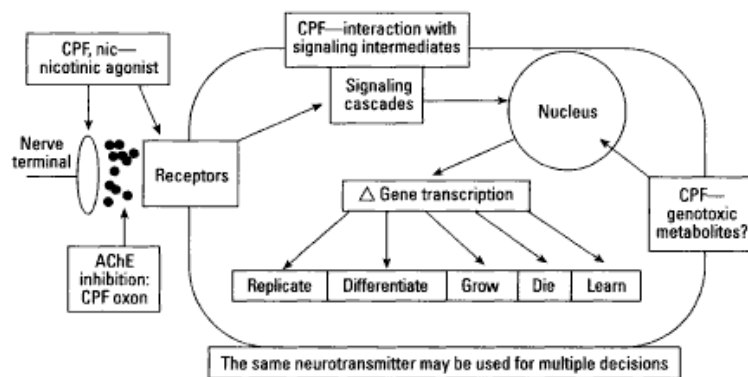 CPF, nic—
nicotinic agonist
CPF—interaction with
signaling intermediates
Signaling
cascades
Nucleus
Nerve
terminal
Receptors
△ Gene transcription
CPF—
genotoxic
metabolites?
AChE
inhibition:
CPF oxon
Replicate
Differentiate
Grow
Die
Learn
The same neurotransmitter may be used for multiple decisions